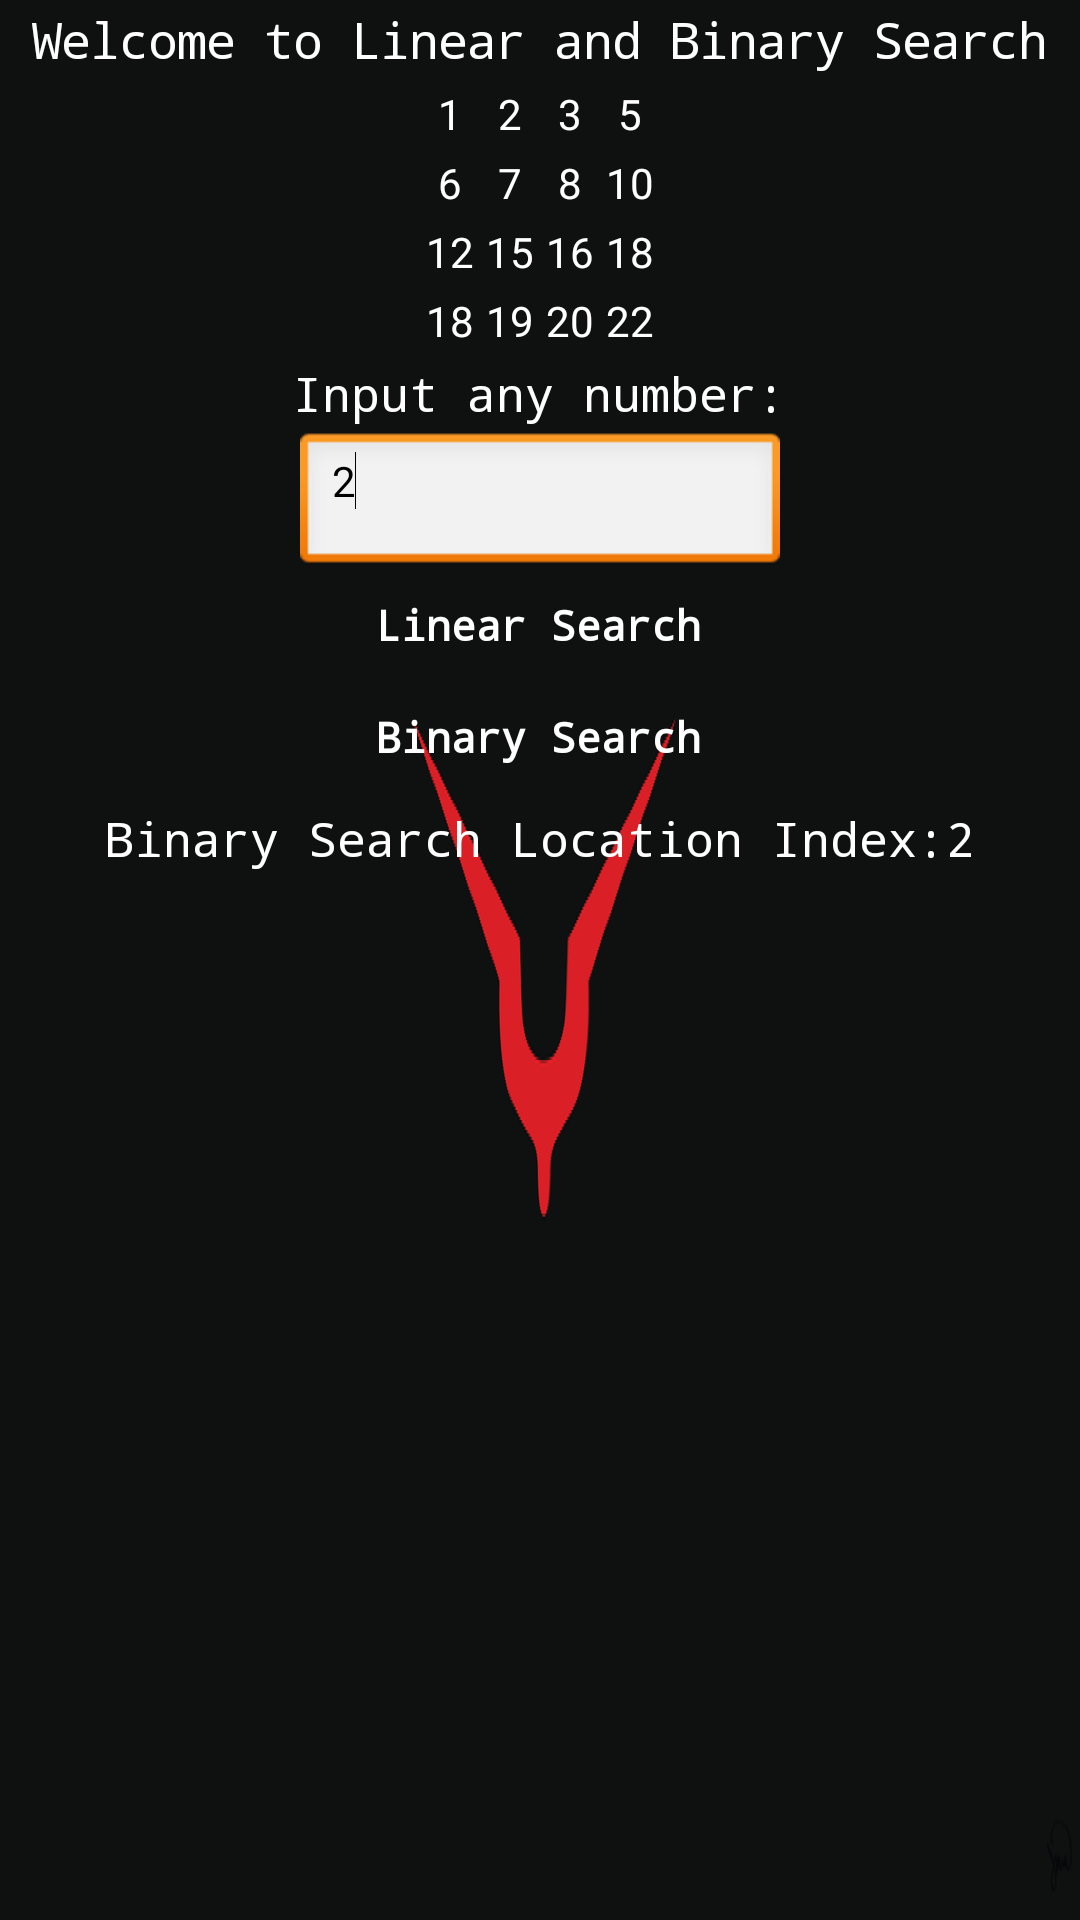 Welcome to Linear and Binary Search
1 2 3 5
6 7 8 10
12 15 16 18
18 19 20 22
Input any number:
2
Linear Search
Binary Search
Binary Search Location Index:2